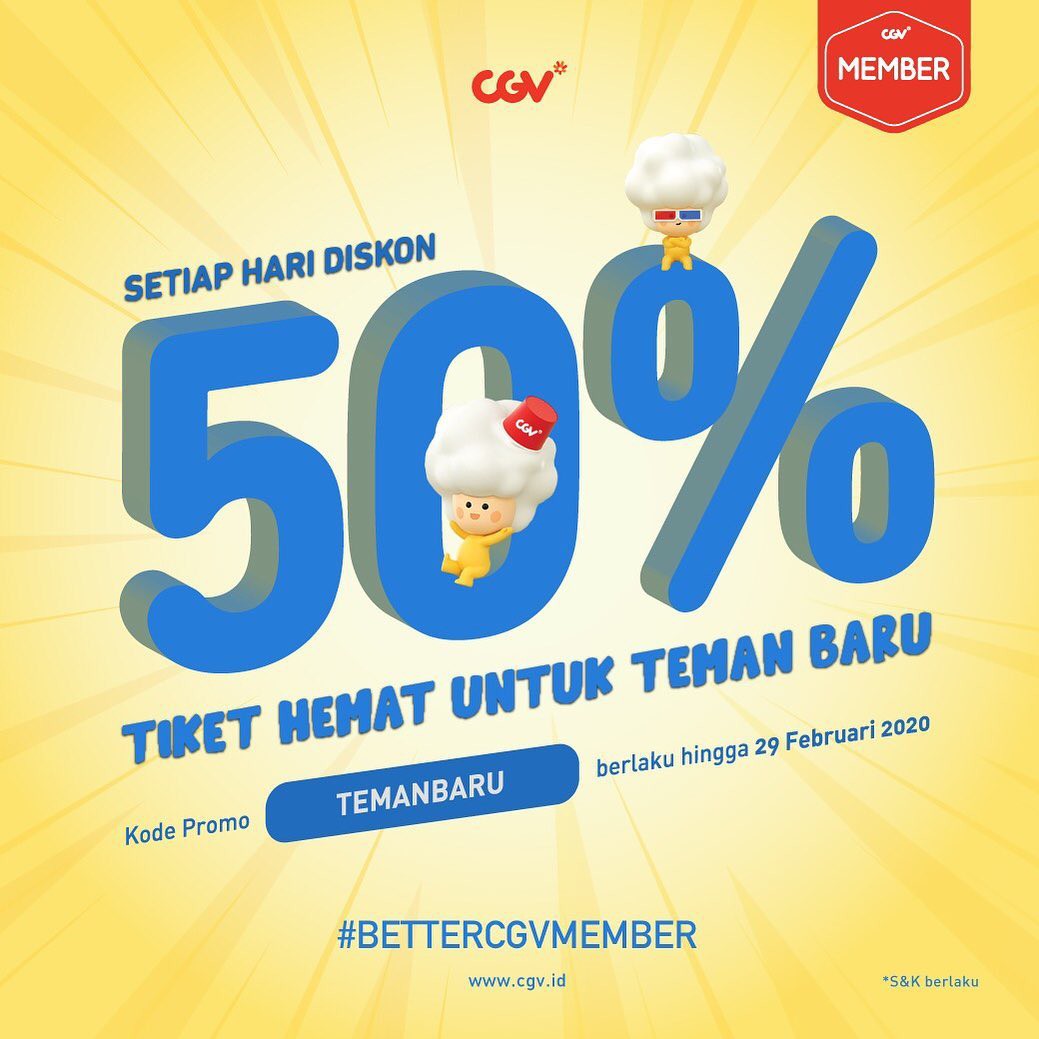 CGV*
CGV*
MEMBER
SETIAP HARI DISKON
50%
CGV*
TIKET HEMAT UNTUK TEMAN BARU
Kode Promo TEMANBARU berlaku hingga 29 Februari 2020
#BETTERCGVMEMBER
www.cgv.id
*S&K berlaku